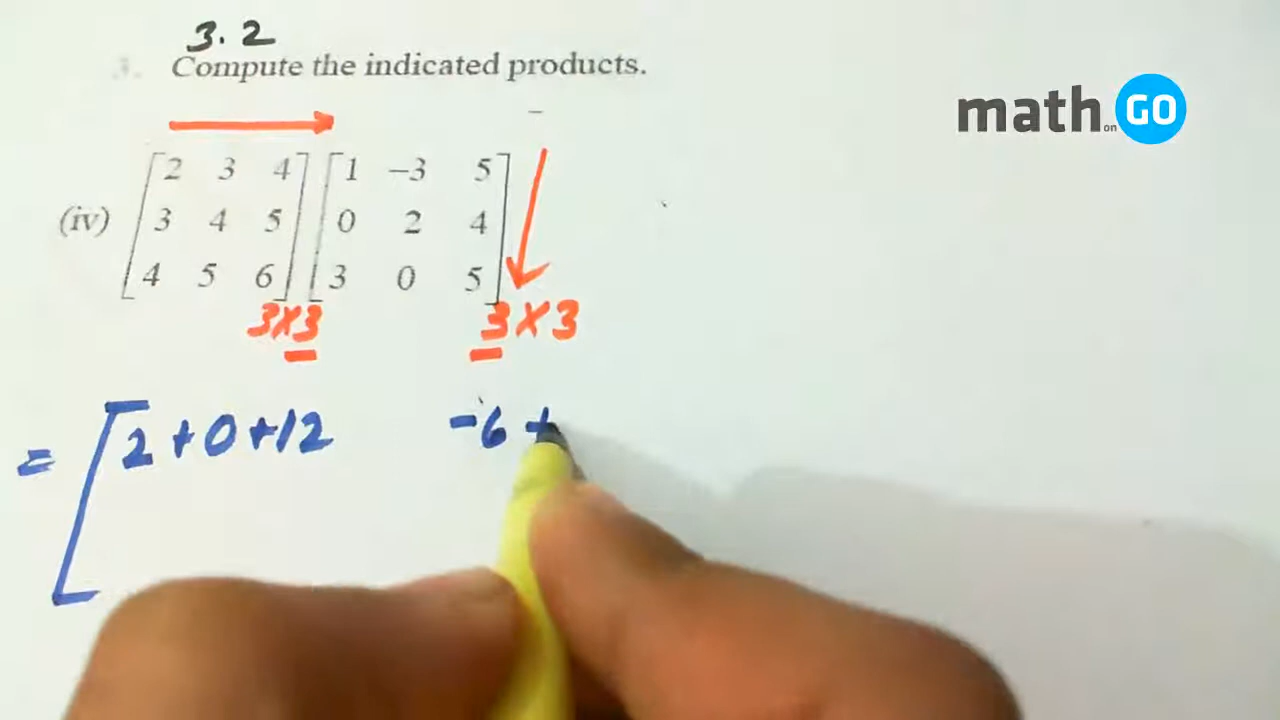 3.2
Compute the indicated products.
math on GO
(iv) [2 3 4] [1 -3 5]
3 4 5 0 2 4
4 5 6 3 0 5
3×3 3×3
= [2+0+12 -6 +